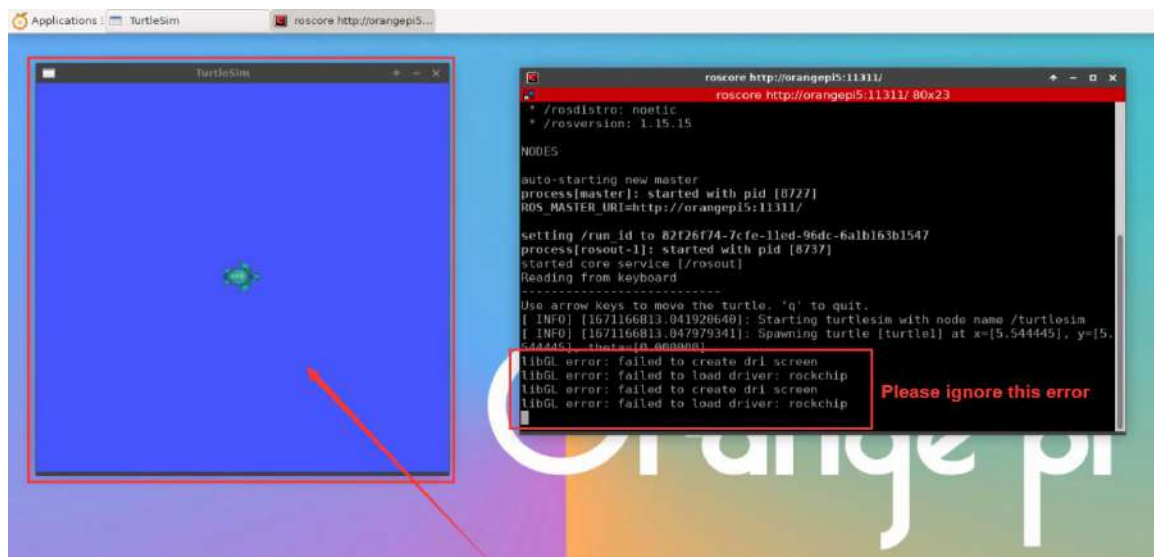 Applications : TurtleSim roscore http://orangepi5...
TurtleSim
roscore http://orangepi5:11311/
roscore http://orangepi5:11311/ 80x23
* /rosdistro: noetic
* /rosversion: 1.15.15
NODES
auto-starting new master
process[master]: started with pid [8727]
ROS_MASTER_URI=http://orangepi5:11311/
setting /run_id to 82f26f74-7cfe-11ed-96dc-6a1b163b1547
process[rosout-1]: started with pid [8737]
started core service [/rosout]
Reading from keyboard
---------------------------
Use arrow keys to move the turtle. 'q' to quit.
[ INFO] [1671166813.041920640]: Starting turtlesim with node name /turtlesim
[ INFO] [1671166813.047979341]: Spawning turtle [turtle1] at x=[5.544445], y=[5.
544445], theta=[0.000000]
libGL error: failed to create dri screen
libGL error: failed to load driver: rockchip
libGL error: failed to create dri screen
libGL error: failed to load driver: rockchip
Please ignore this error
Orange pi